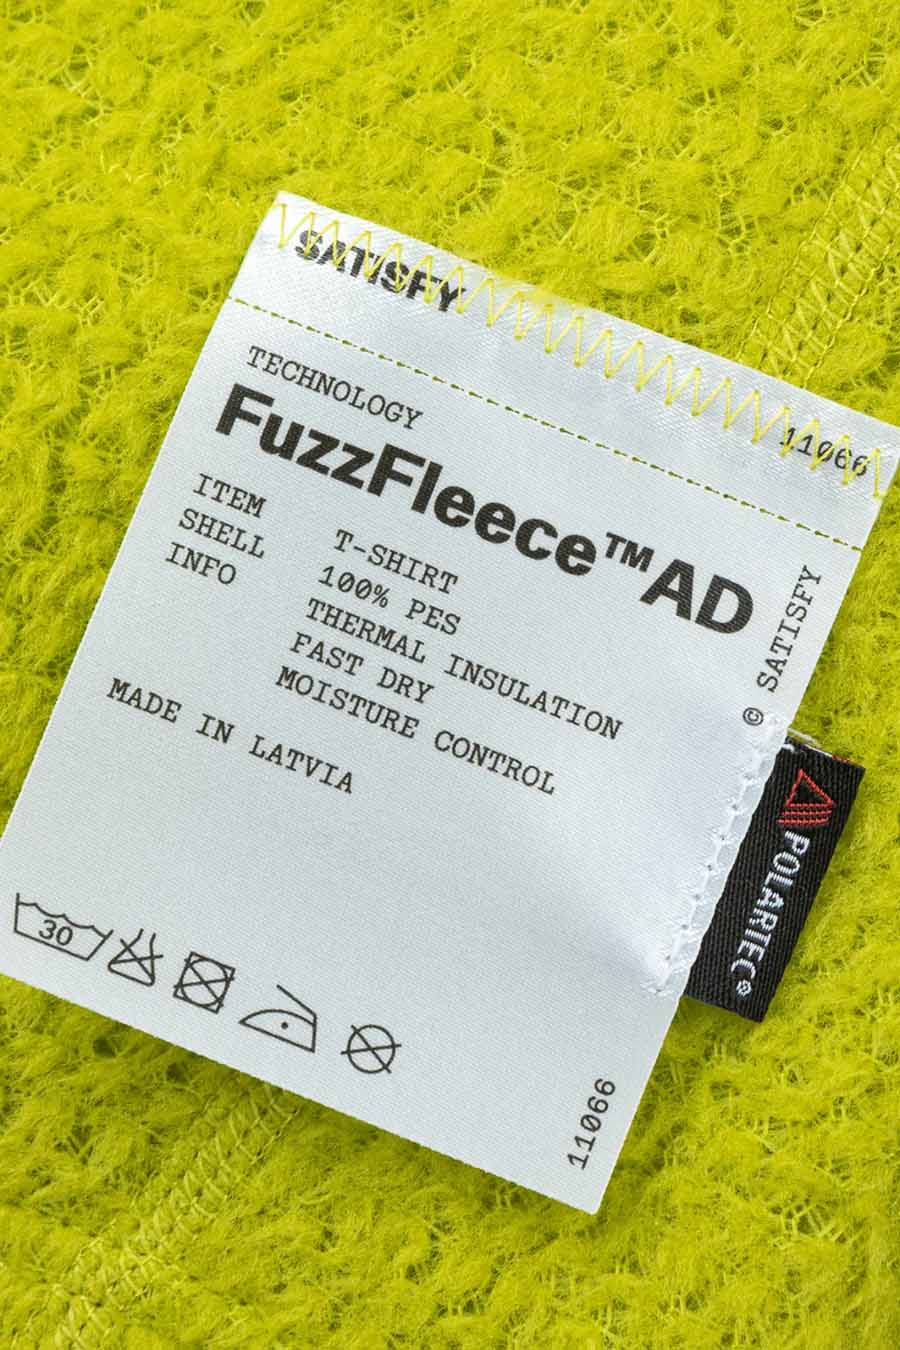 SATISFY
11066
TECHNOLOGY
FuzzFleece™AD
ITEM T-SHIRT
SHELL 100% PES
INFO THERMAL INSULATION
FAST DRY
MOISTURE CONTROL
MADE IN LATVIA
© SATISFY
POLARTEC®
30
11066